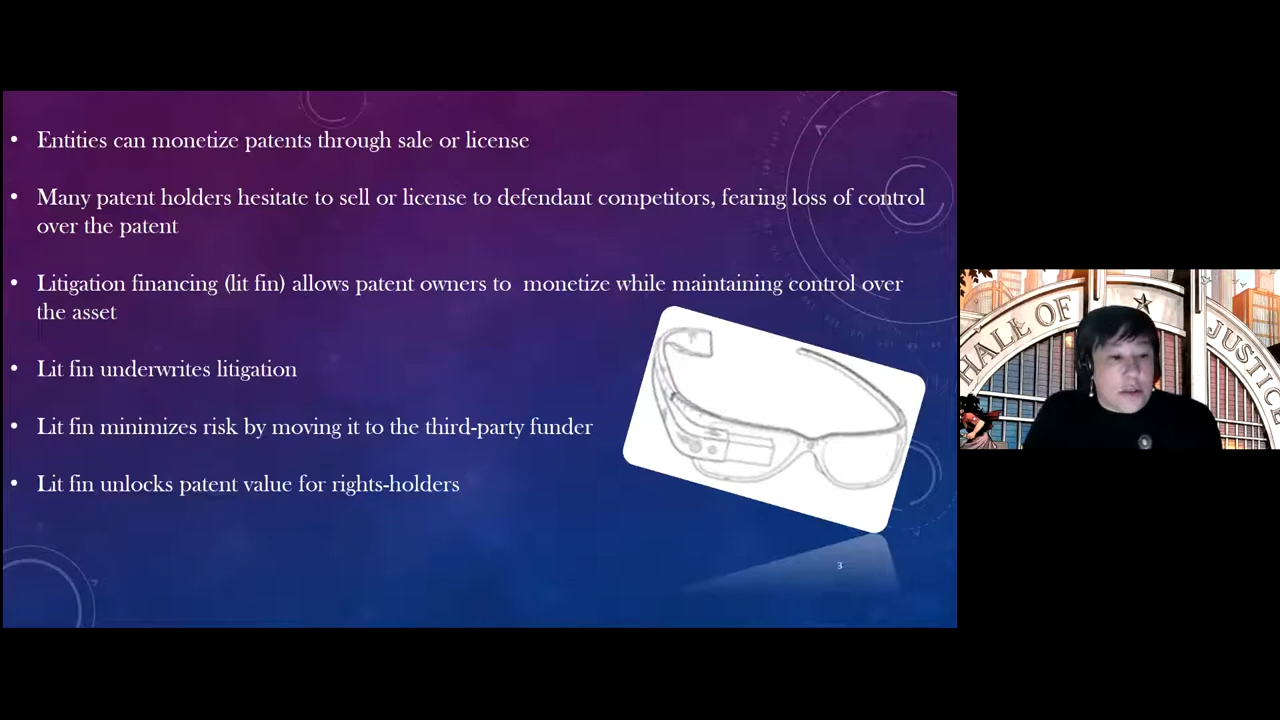 • Entities can monetize patents through sale or license
• Many patent holders hesitate to sell or license to defendant competitors, fearing loss of control
over the patent
• Litigation financing (lit fin) allows patent owners to  monetize while maintaining control over
the asset
• Lit fin underwrites litigation
• Lit fin minimizes risk by moving it to the third-party funder
• Lit fin unlocks patent value for rights-holders
3
HALL OF
JUSTICE